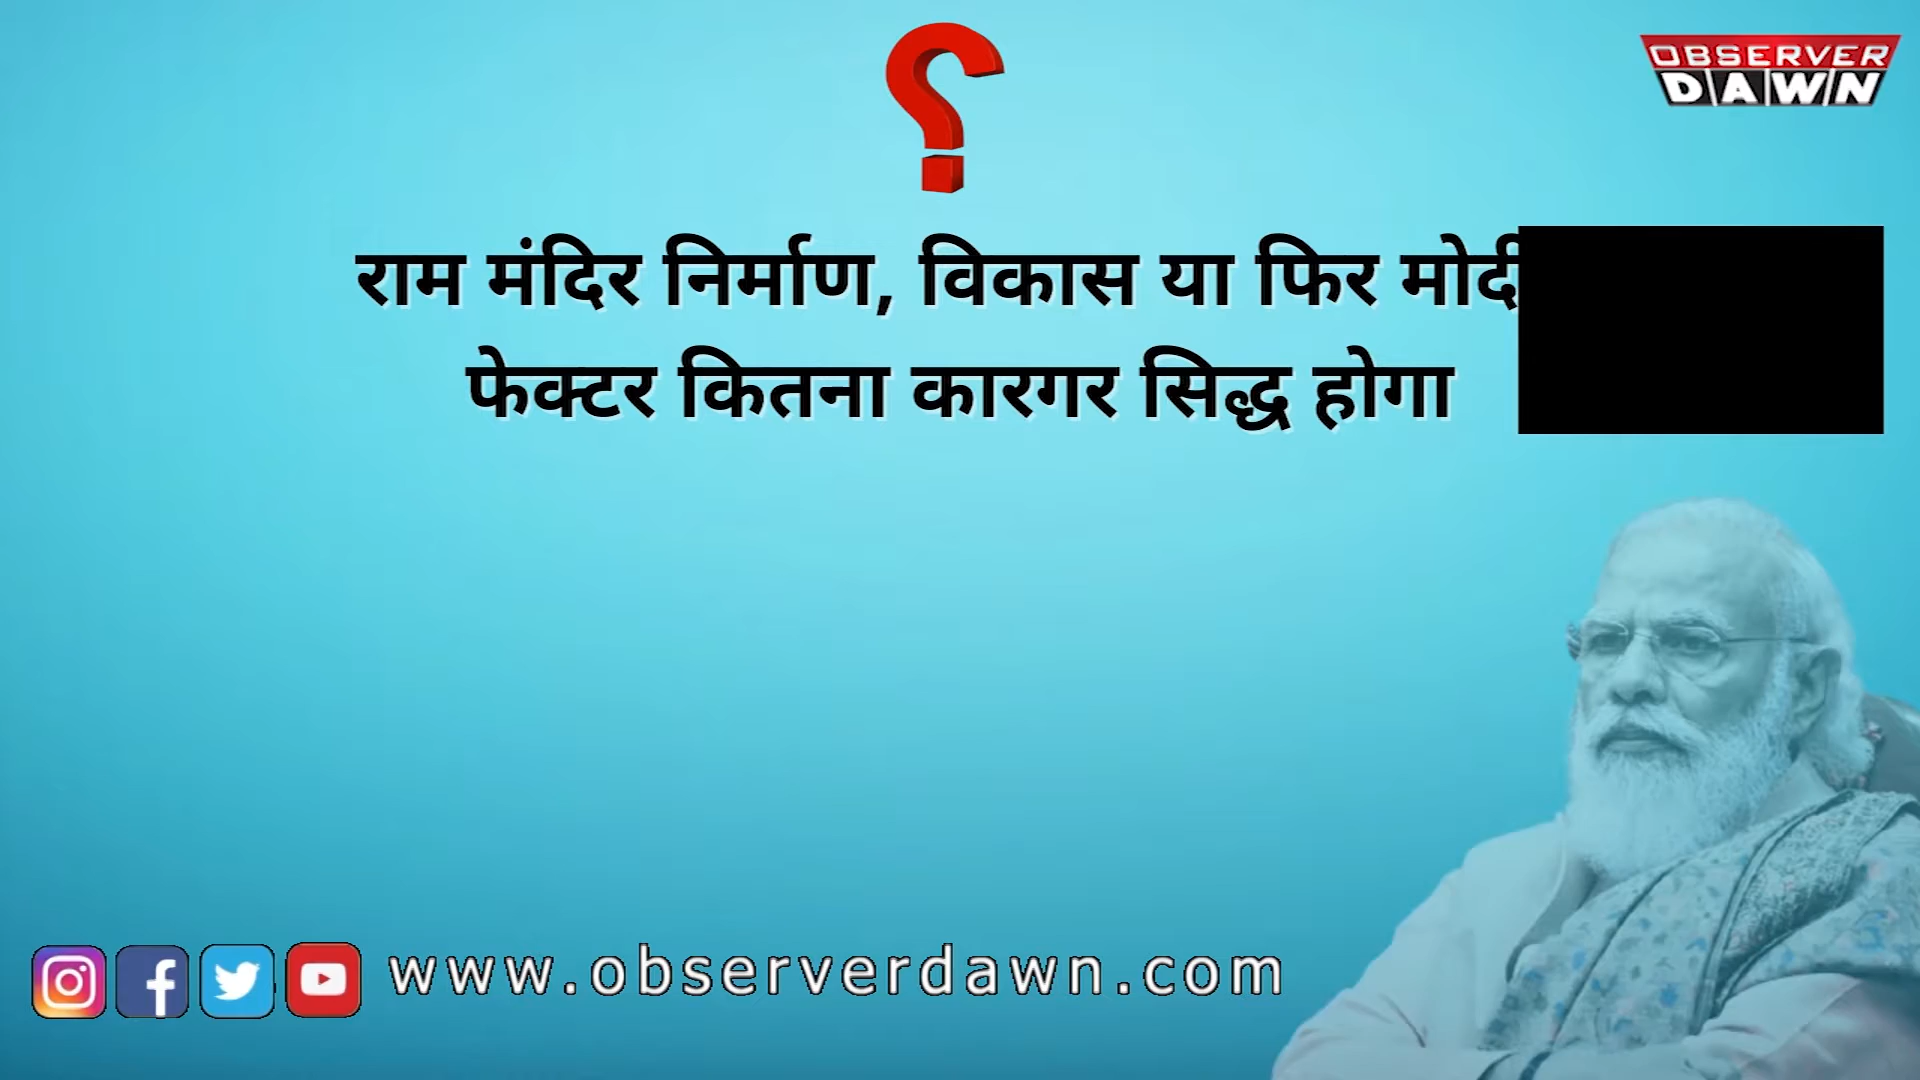 ?
OBSERVER
DAWN
राम मंदिर निर्माण, विकास या फिर मोदी
फेक्टर कितना कारगर सिद्ध होगा
www.observerdawn.com